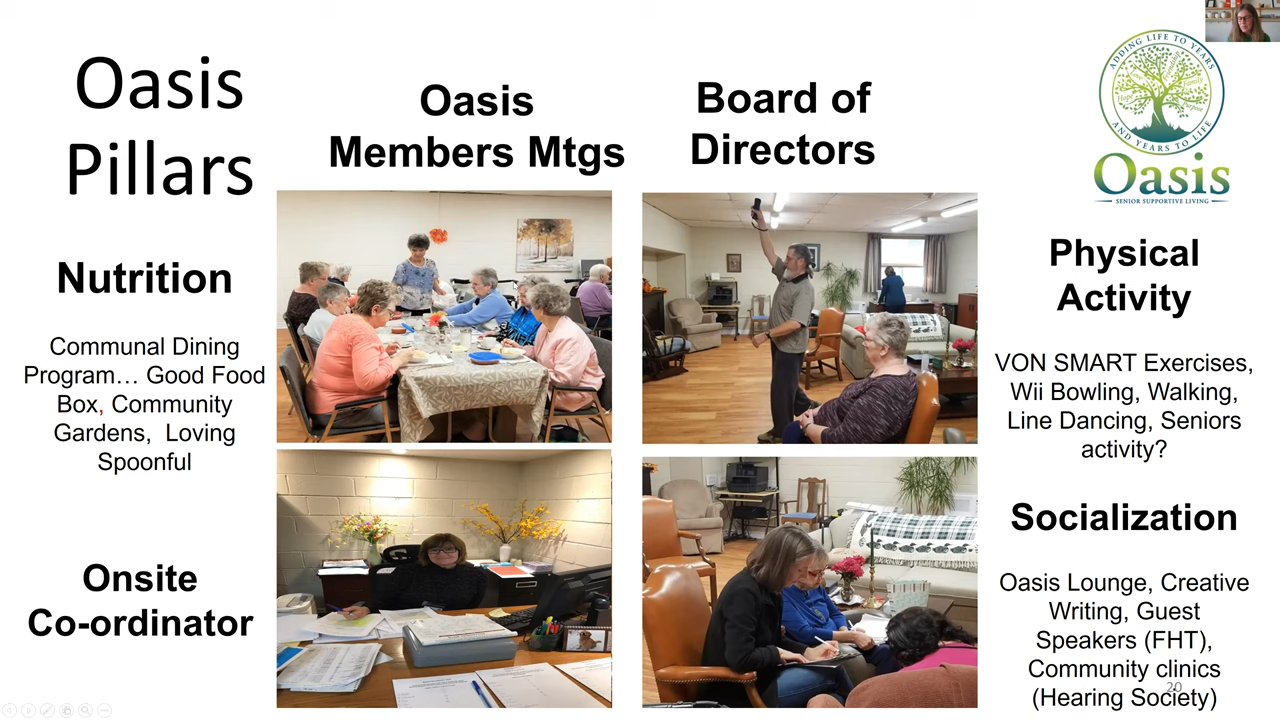 Oasis
Pillars
Oasis
Members Mtgs
Board of
Directors
ADDING LIFE TO YEARS
AND YEARS TO LIFE
Oasis
SENIOR SUPPORTIVE LIVING
Nutrition
Communal Dining
Program... Good Food
Box, Community
Gardens, Loving
Spoonful
Onsite
Co-ordinator
Physical
Activity
VON SMART Exercises,
Wii Bowling, Walking,
Line Dancing, Seniors
activity?
Socialization
Oasis Lounge, Creative
Writing, Guest
Speakers (FHT),
Community clinics
(Hearing Society)
20